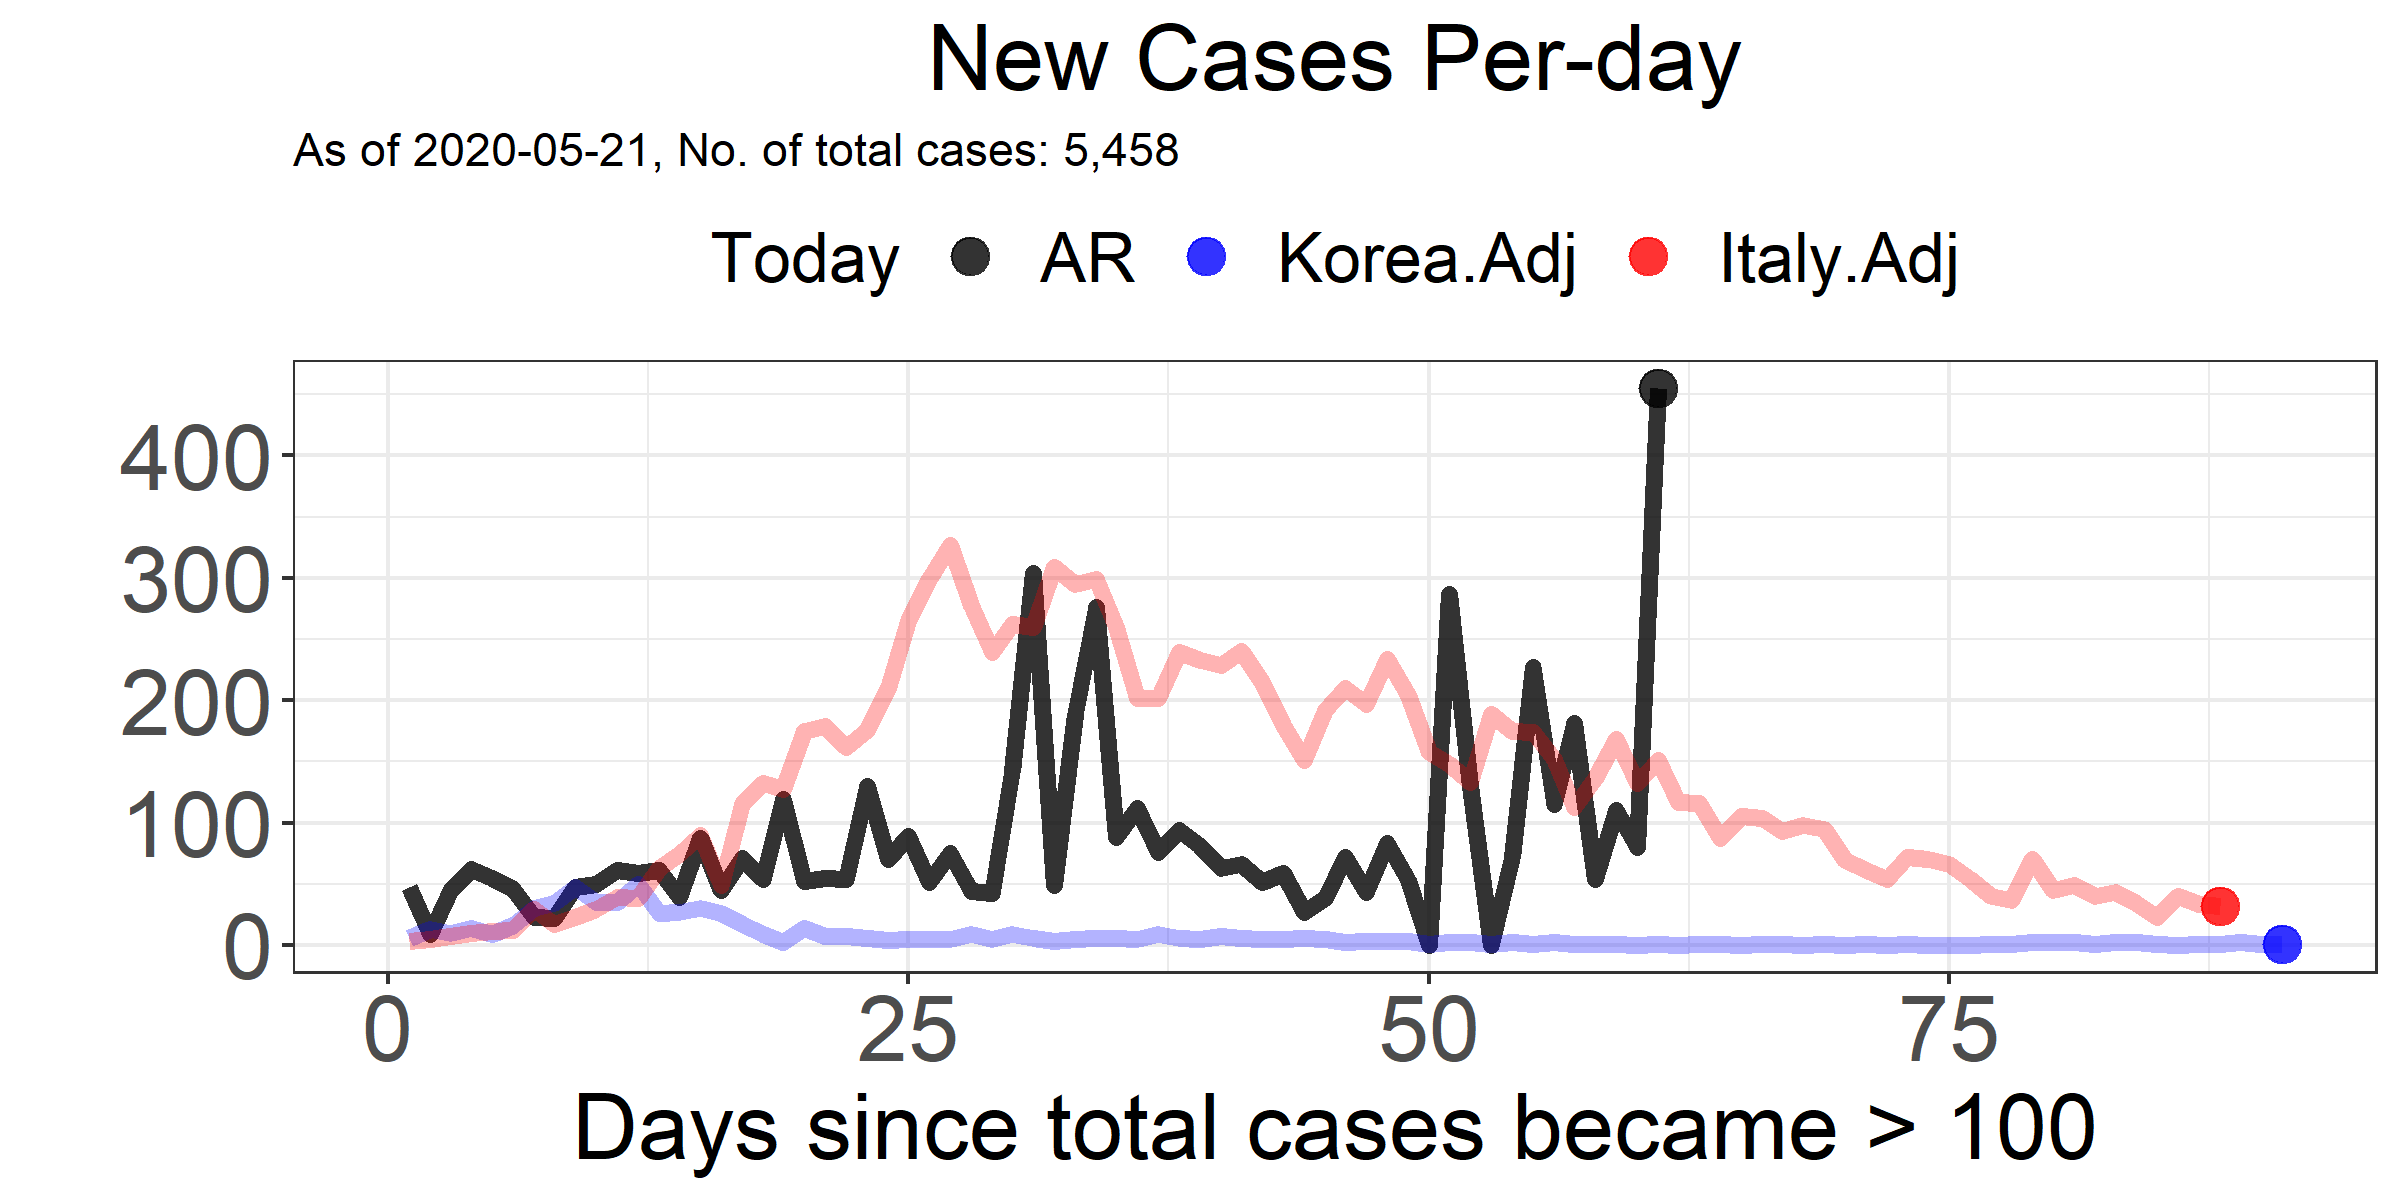 New Cases Per-day
As of 2020-05-21, No. of total cases: 5,458
Today AR Korea.Adj Italy.Adj
400
300
200
100
0
0 25 50 75
Days since total cases became > 100